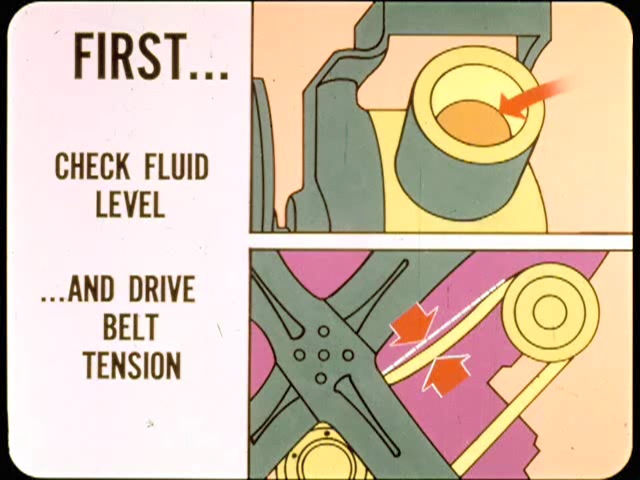 FIRST...
CHECK FLUID
LEVEL
...AND DRIVE
BELT
TENSION